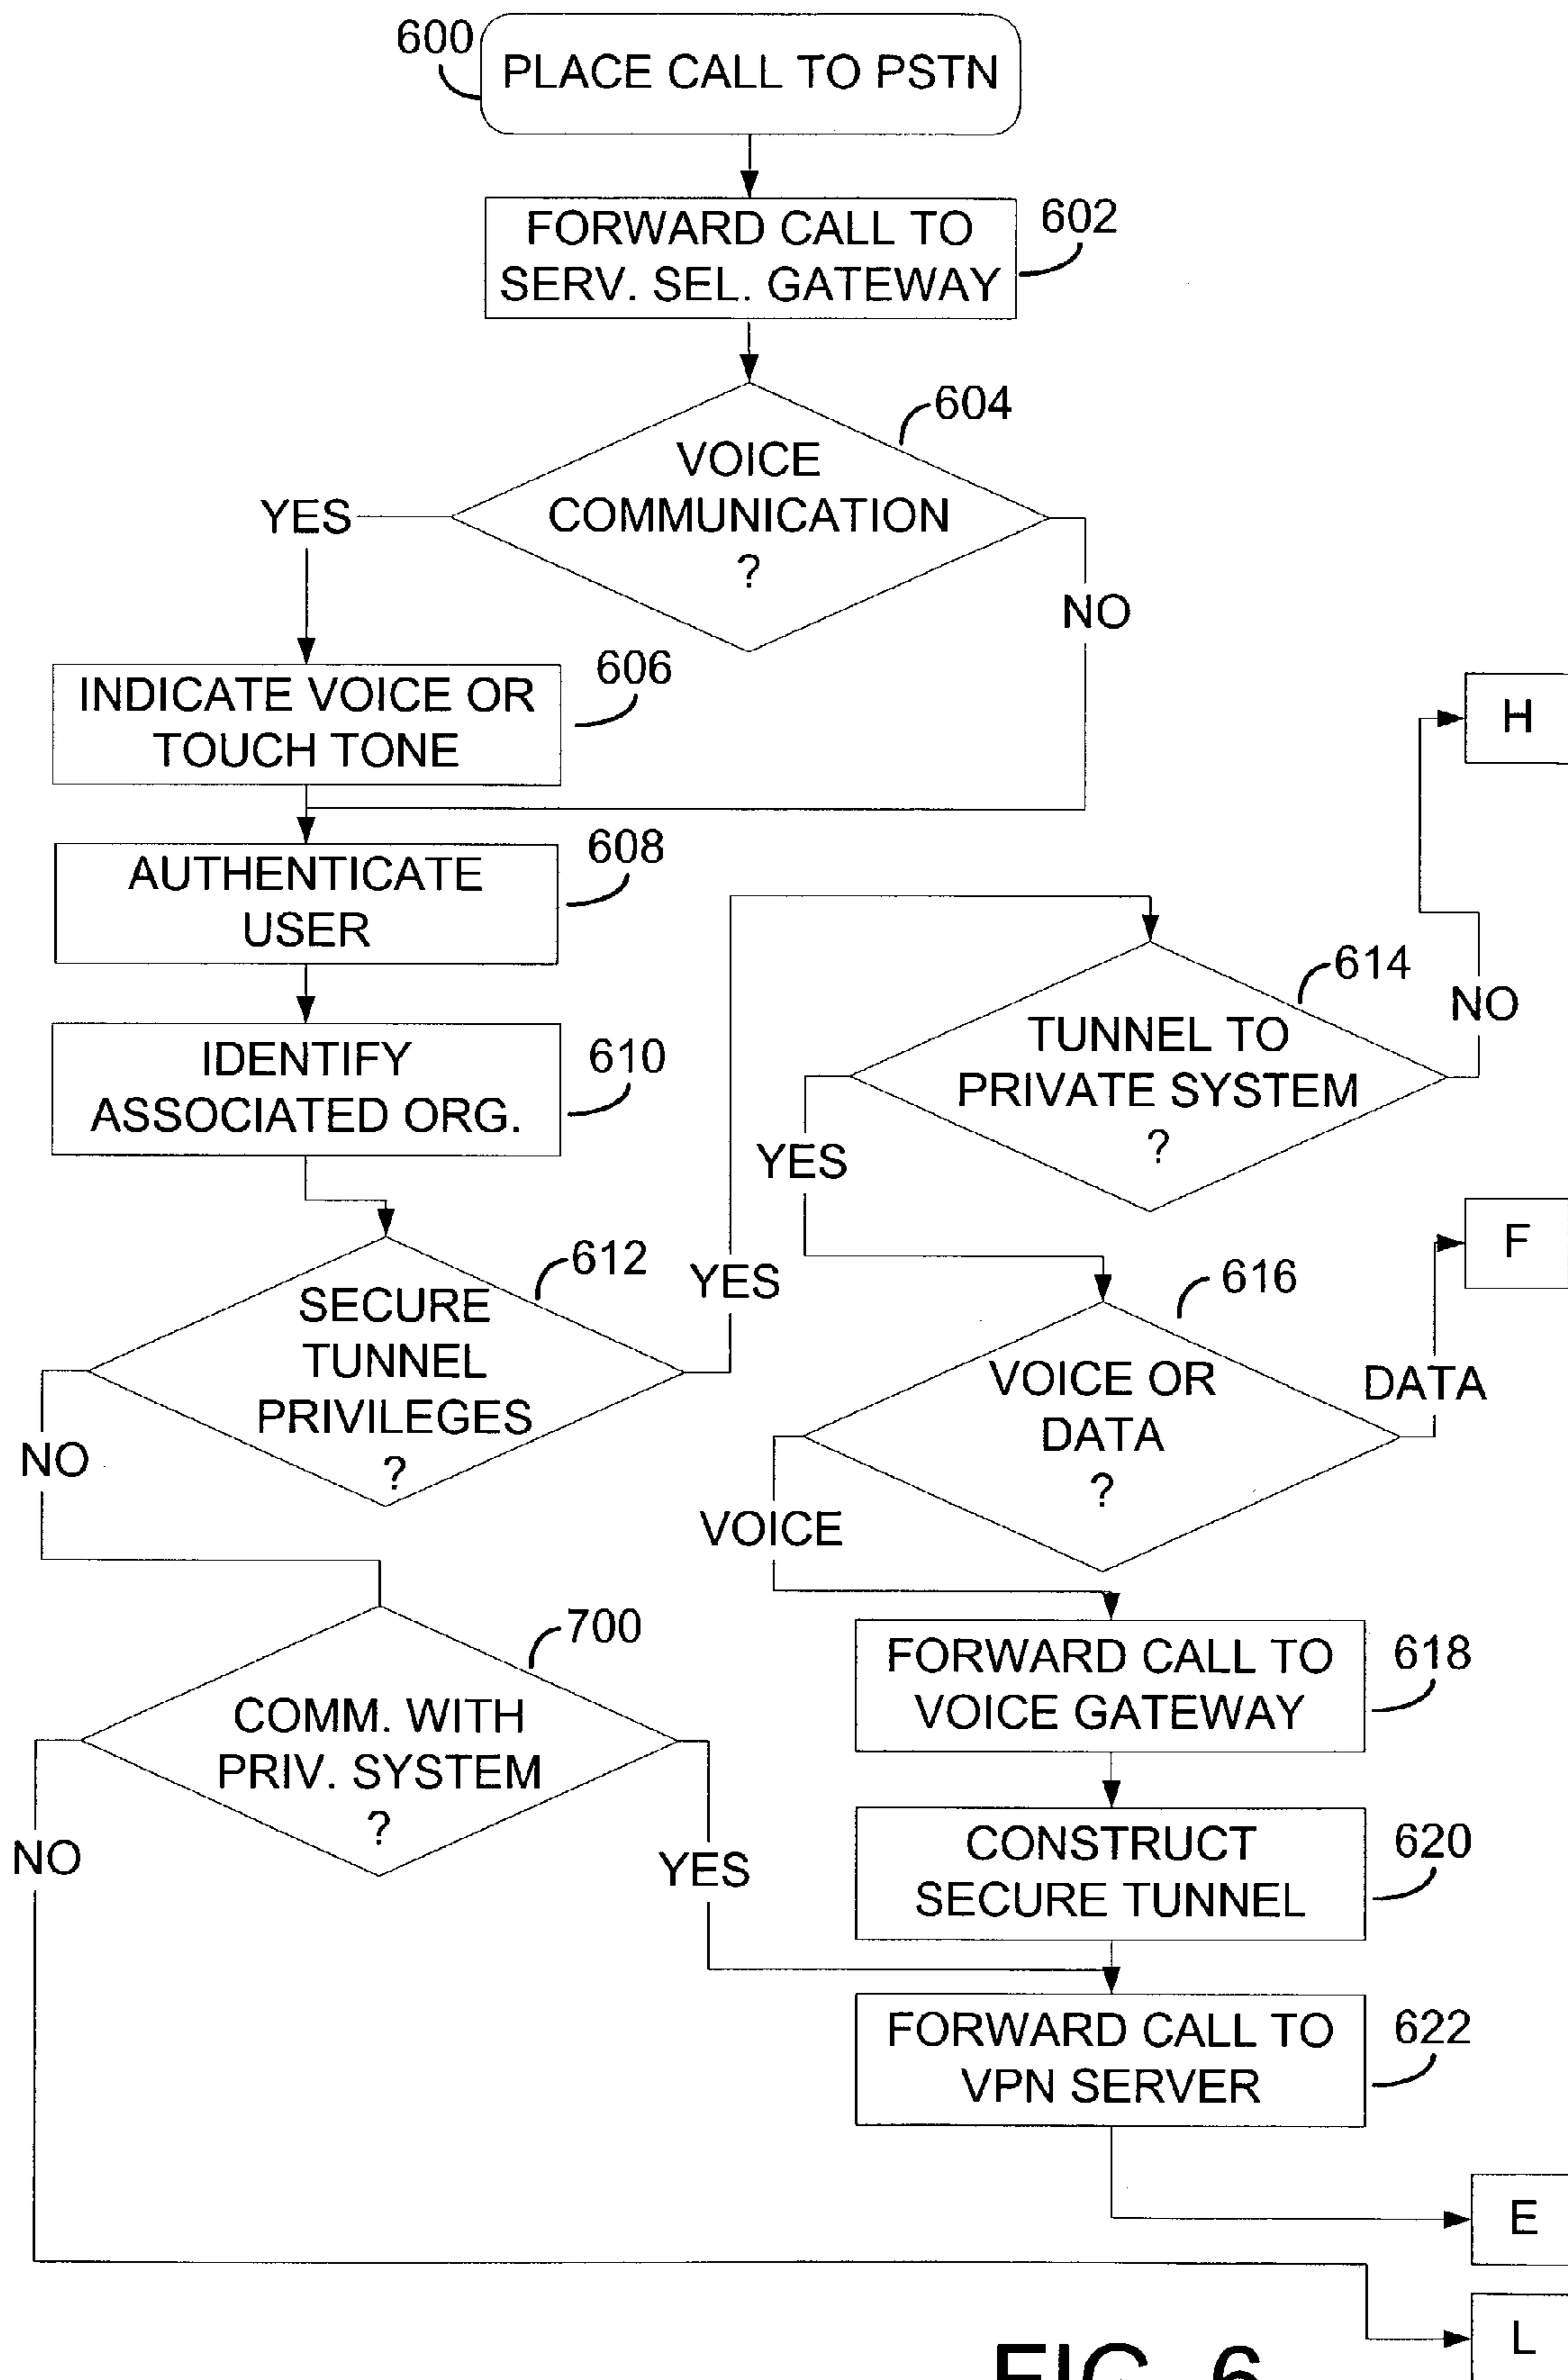 600
PLACE CALL TO PSTN
FORWARD CALL TO
SERV. SEL. GATEWAY
602
604
VOICE
COMMUNICATION
?
YES
NO
606
INDICATE VOICE OR
TOUCH TONE
H
608
AUTHENTICATE
USER
614
NO
TUNNEL TO
PRIVATE SYSTEM
?
YES
610
IDENTIFY
ASSOCIATED ORG.
612
SECURE
TUNNEL
PRIVILEGES
?
YES
NO
F
616
VOICE OR
DATA
?
DATA
VOICE
700
COMM. WITH
PRIV. SYSTEM
?
NO
YES
FORWARD CALL TO
VOICE GATEWAY
618
CONSTRUCT
SECURE TUNNEL
620
FORWARD CALL TO
VPN SERVER
622
E
L
FIG. 6